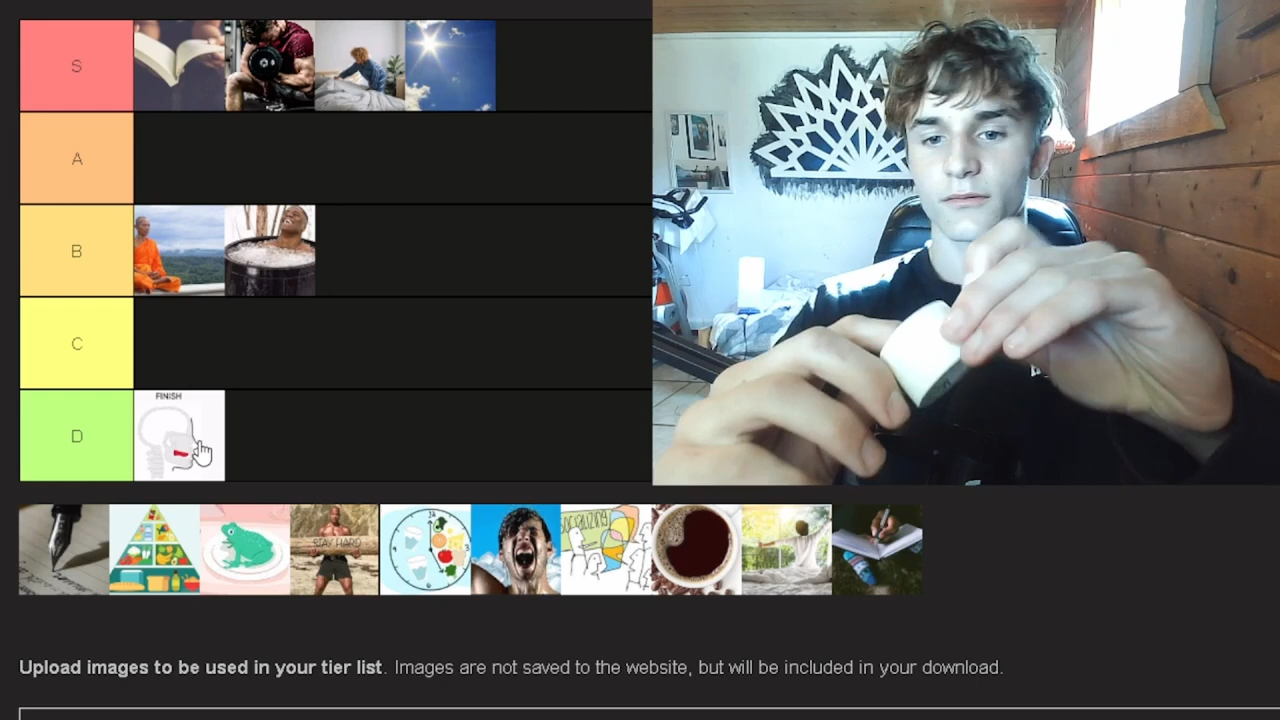 S
A
B
C
FINISH
D
STAY HARD
SOCIALIZING
Upload images to be used in your tier list. Images are not saved to the website, but will be included in your download.